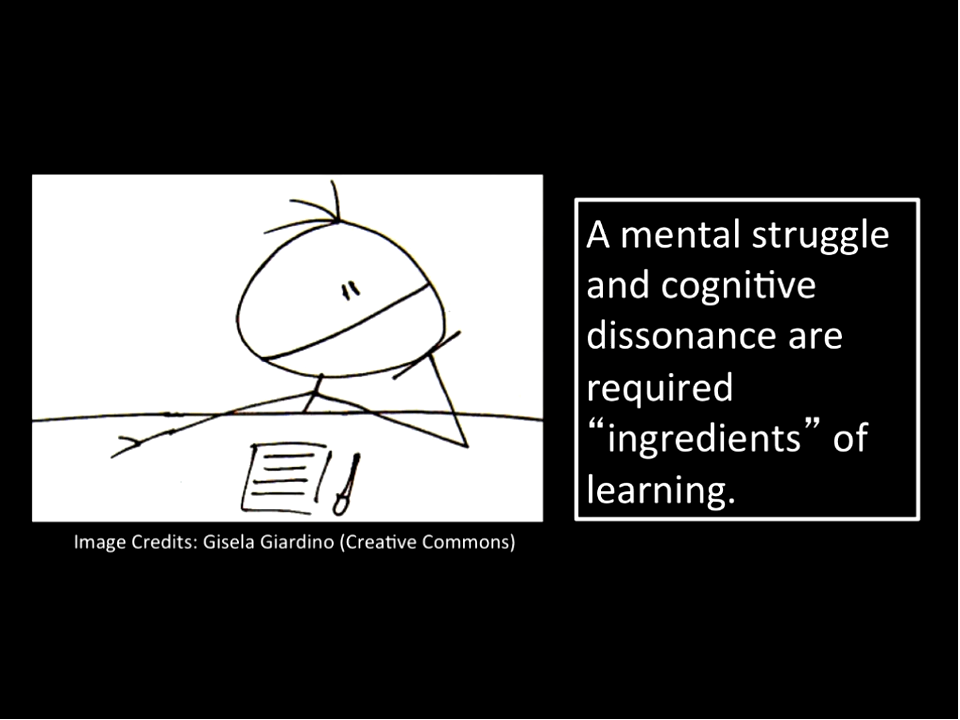 A mental struggle
and cognitive
dissonance are
required
“ingredients” of
learning.
Image Credits: Gisela Giardino (Creative Commons)